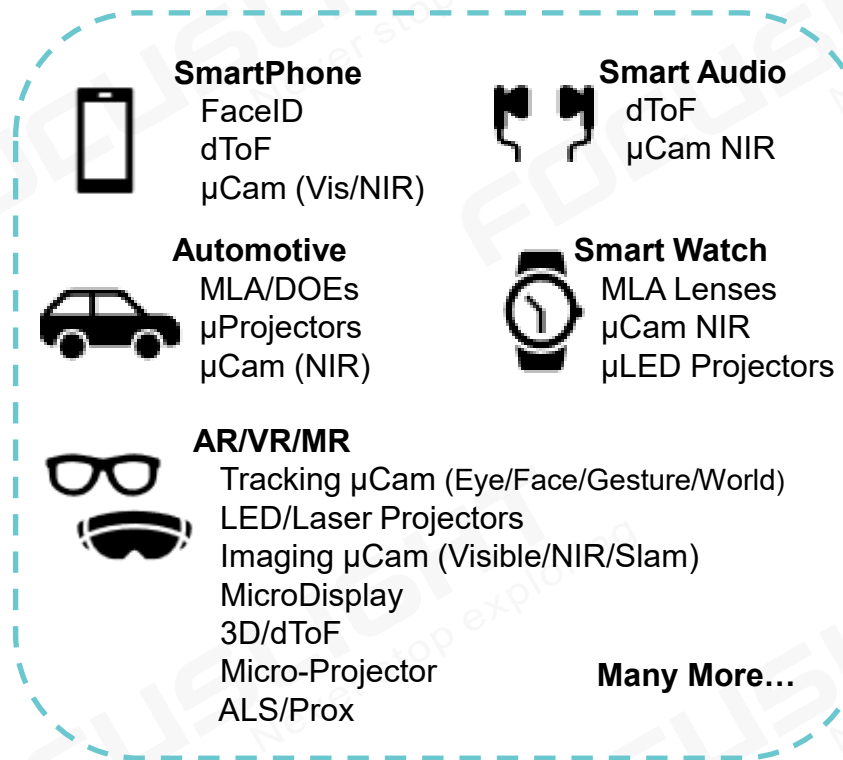 SmartPhone
FaceID
dToF
µCam (Vis/NIR)
Smart Audio
dToF
µCam NIR
Automotive
MLA/DOEs
µProjectors
µCam (NIR)
Smart Watch
MLA Lenses
µCam NIR
µLED Projectors
AR/VR/MR
Tracking µCam (Eye/Face/Gesture/World)
LED/Laser Projectors
Imaging µCam (Visible/NIR/Slam)
MicroDisplay
3D/dToF
Micro-Projector
ALS/Prox
Many More…